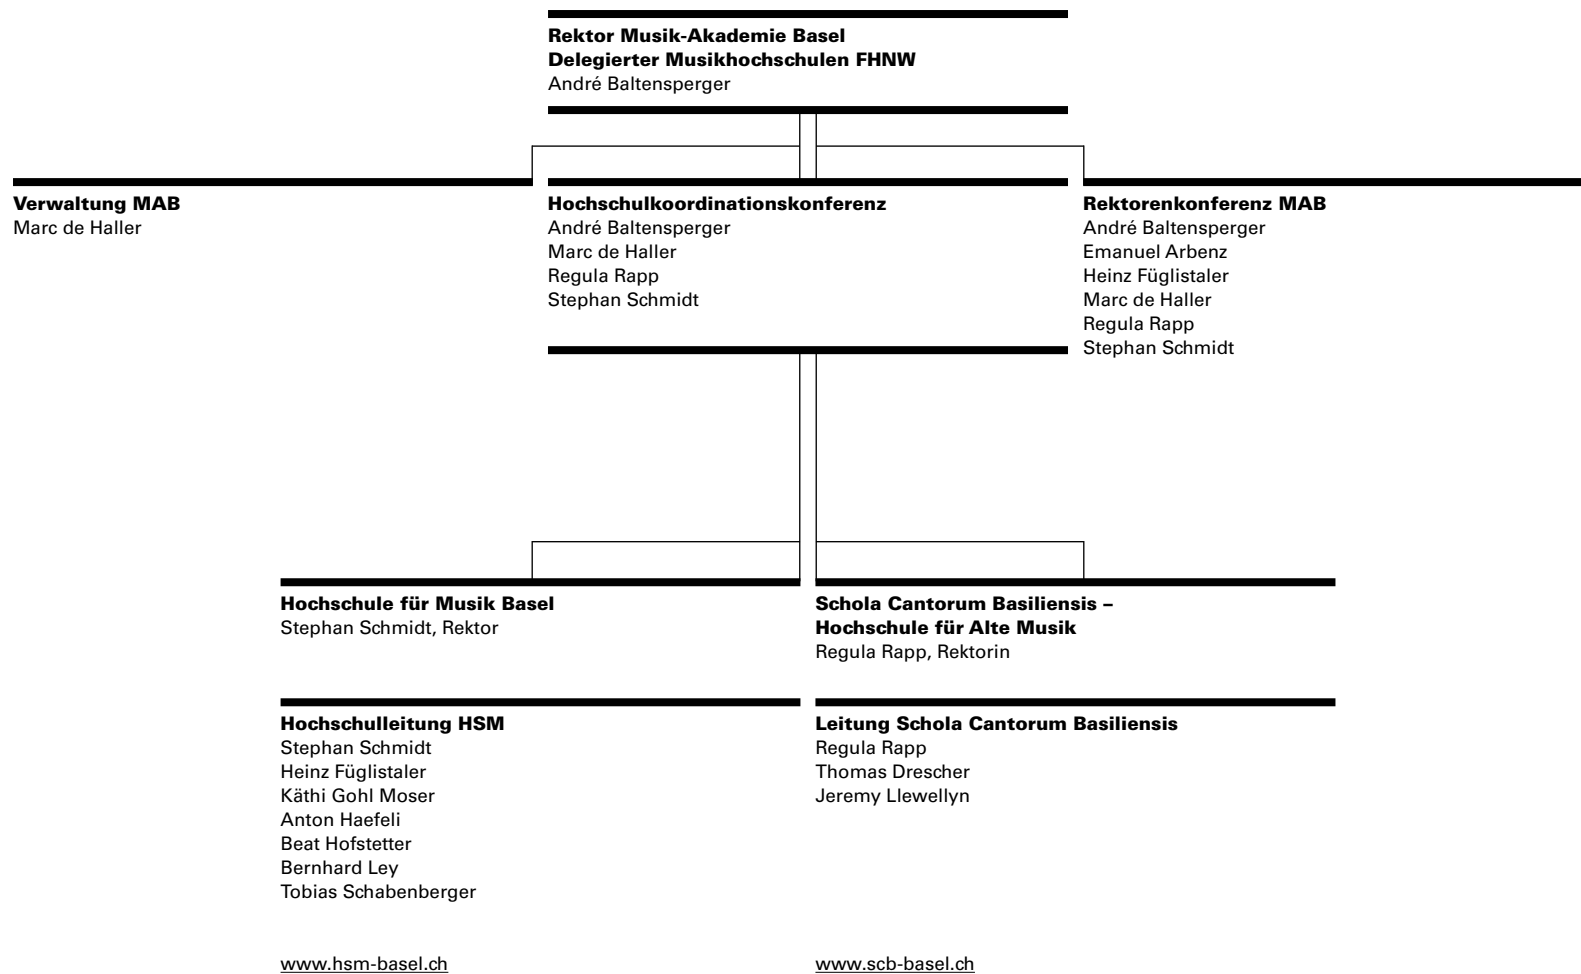 Rektor Musik-Akademie Basel
Delegierter Musikhochschulen FHNW
André Baltensperger
Verwaltung MAB
Marc de Haller
Hochschulkoordinationskonferenz
André Baltensperger
Marc de Haller
Regula Rapp
Stephan Schmidt
Rektorenkonferenz MAB
André Baltensperger
Emanuel Arbenz
Heinz Füglistaler
Marc de Haller
Regula Rapp
Stephan Schmidt
Hochschule für Musik Basel
Stephan Schmidt, Rektor
Schola Cantorum Basiliensis –
Hochschule für Alte Musik
Regula Rapp, Rektorin
Hochschulleitung HSM
Stephan Schmidt
Heinz Füglistaler
Käthi Gohl Moser
Anton Haefeli
Beat Hofstetter
Bernhard Ley
Tobias Schabenberger
www.hsm-basel.ch
Leitung Schola Cantorum Basiliensis
Regula Rapp
Thomas Drescher
Jeremy Llewellyn
www.scb-basel.ch